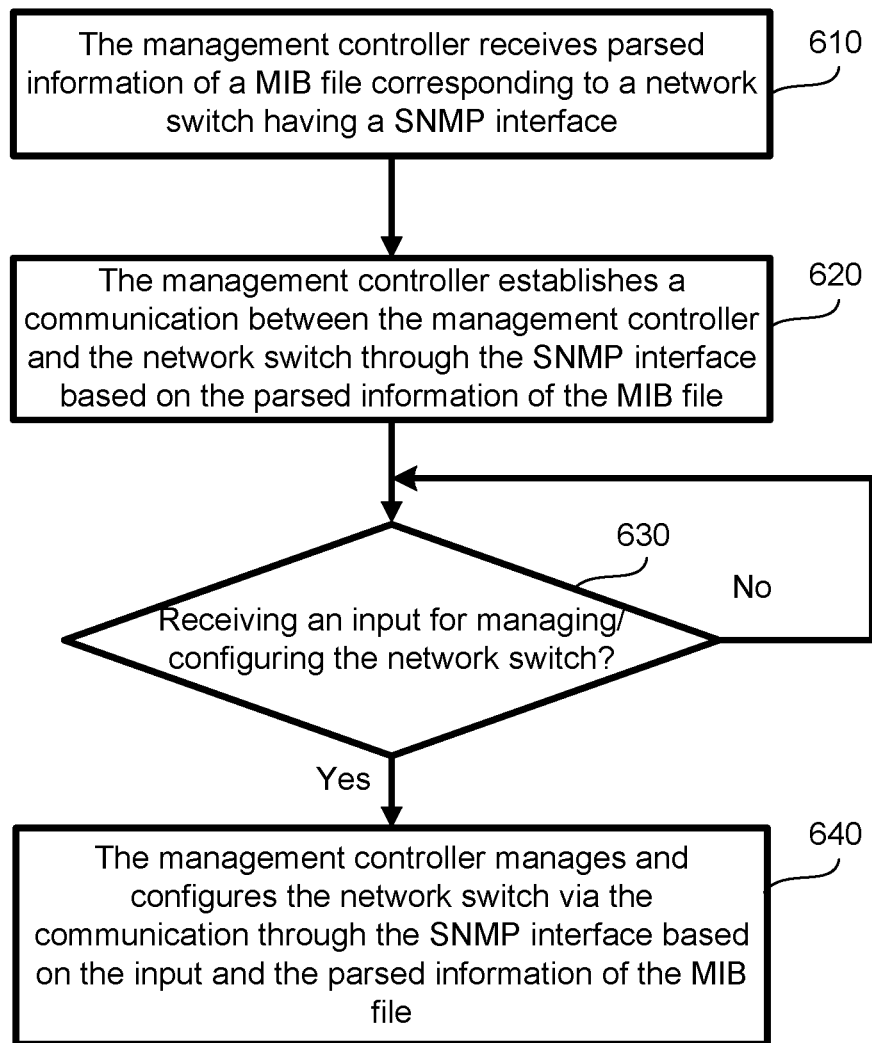 The management controller receives parsed
information of a MIB file corresponding to a network
switch having a SNMP interface
610
The management controller establishes a
communication between the management controller
and the network switch through the SNMP interface
based on the parsed information of the MIB file
620
630
Receiving an input for managing/
configuring the network switch?
No
Yes
The management controller manages and
configures the network switch via the
communication through the SNMP interface based
on the input and the parsed information of the MIB
file
640